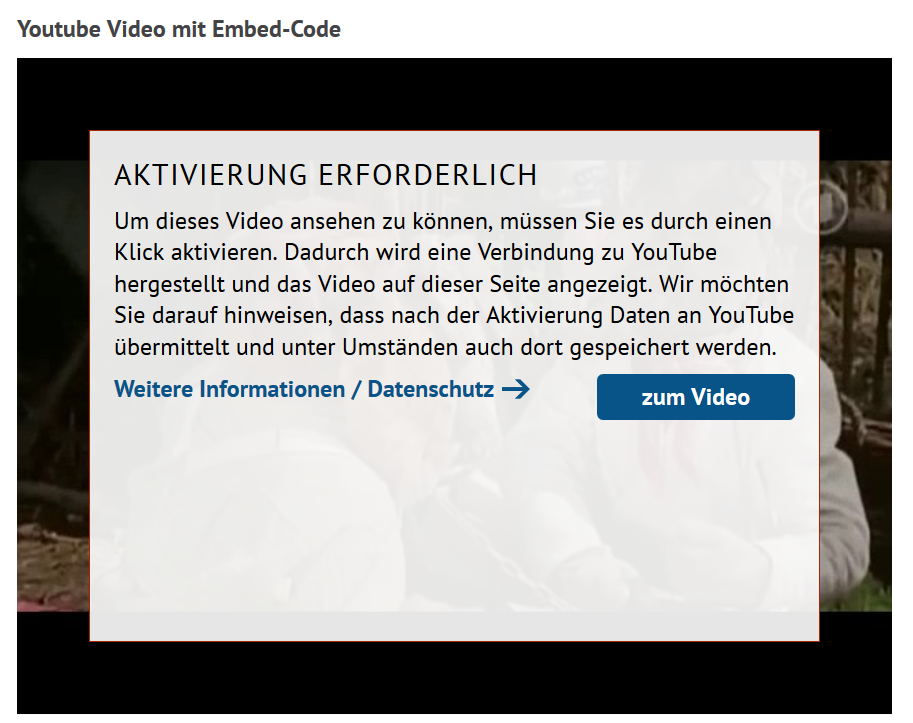 Youtube Video mit Embed-Code
AKTIVIERUNG ERFORDERLICH
Um dieses Video ansehen zu können, müssen Sie es durch einen
Klick aktivieren. Dadurch wird eine Verbindung zu YouTube
hergestellt und das Video auf dieser Seite angezeigt. Wir möchten
Sie darauf hinweisen, dass nach der Aktivierung Daten an YouTube
übermittelt und unter Umständen auch dort gespeichert werden.
Weitere Informationen / Datenschutz →
zum Video